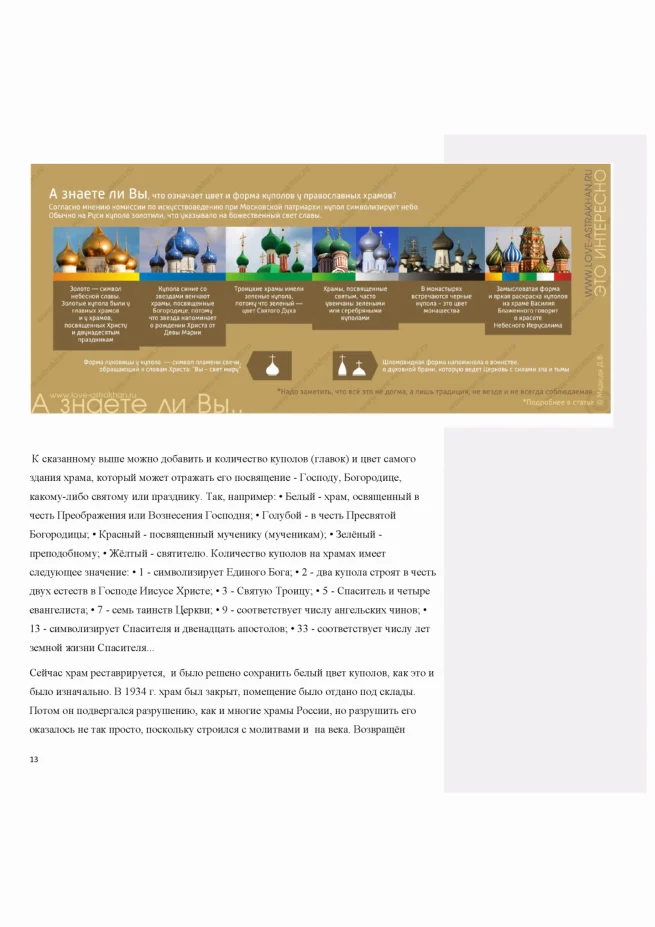 А знаете ли Вы, что означает цвет и форма куполов у православных храмов?
Согласно мнению комиссии по искусствоведению при Московской патриархии: купол символизирует небо.
Обычно на Руси купола золотили, что указывало на божественный свет славы.
WWW.LOVE-ASTRAKHAN.RU
ЭТО ИНТЕРЕСНО
Золото — символ
небесной славы.
Золотые купола были у
главных храмов
и у храмов,
посвященных Христу
и двунадесятым
праздникам
Купола синие со
звездами венчают
храмы, посвященные
Богородице, потому
что звезда напоминает
о рождении Христа от
Девы Марии
Троицкие храмы имели
зеленые купола,
потому что зелёный —
цвет Святого Духа
Храмы, посвященные
святым, часто
увенчаны зелеными
или серебряными
куполами
В монастырях
встречаются черные
купола - это цвет
монашества
Замысловатая форма
и яркая раскраска куполов
на храме Василия
Блаженного говорит
о красоте
Небесного Иерусалима
Форма луковицы у купола — символ пламени свечи,
обращающий к словам Христа: "Вы - свет миру"
Шлемовидная форма напоминала о воинстве,
о духовной брани, которую ведет Церковь с силами зла и тьмы
www.love-astrakhan.ru
*Надо заметить, что всё это не догма, а лишь традиция, не везде и не всегда соблюдаемая
А знаете ли Вы..
*Подробнее в статье
К сказанному выше можно добавить и количество куполов (главок) и цвет самого
здания храма, который может отражать его посвящение - Господу, Богородице,
какому-либо святому или празднику. Так, например: • Белый - храм, освященный в
честь Преображения или Вознесения Господня; • Голубой - в честь Пресвятой
Богородицы; • Красный - посвященный мученику (мученикам); • Зелёный -
преподобному; • Жёлтый - святителю. Количество куполов на храмах имеет
следующее значение: • 1 - символизирует Единого Бога; • 2 - два купола строят в честь
двух естеств в Господе Иисусе Христе; • 3 - Святую Троицу; • 5 - Спаситель и четыре
евангелиста; • 7 - семь таинств Церкви; • 9 - соответствует числу ангельских чинов; •
13 - символизирует Спасителя и двенадцать апостолов; • 33 - соответствует числу лет
земной жизни Спасителя...
Сейчас храм реставрируется, и было решено сохранить белый цвет куполов, как это и
было изначально. В 1934 г. храм был закрыт, помещение было отдано под склады.
Потом он подвергался разрушению, как и многие храмы России, но разрушить его
оказалось не так просто, поскольку строился с молитвами и на века. Возвращён
13